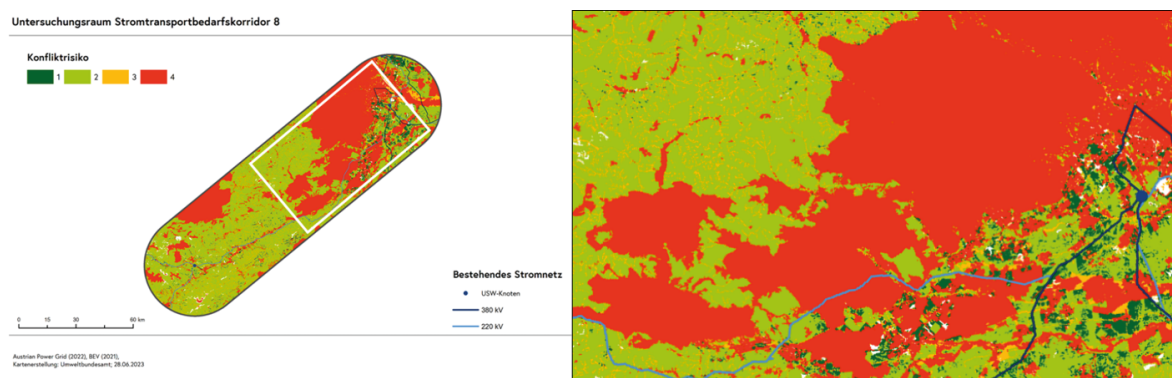 Untersuchungsraum Stromtransportbedarfskorridor 8
Konfliktrisiko
1 2 3 4
Bestehendes Stromnetz
USW-Knoten
380 kV
220 kV
0 15 30 60 km
Austrian Power Grid (2022), BEV (2021),
Kartenerstellung: Umweltbundesamt; 28.06.2023